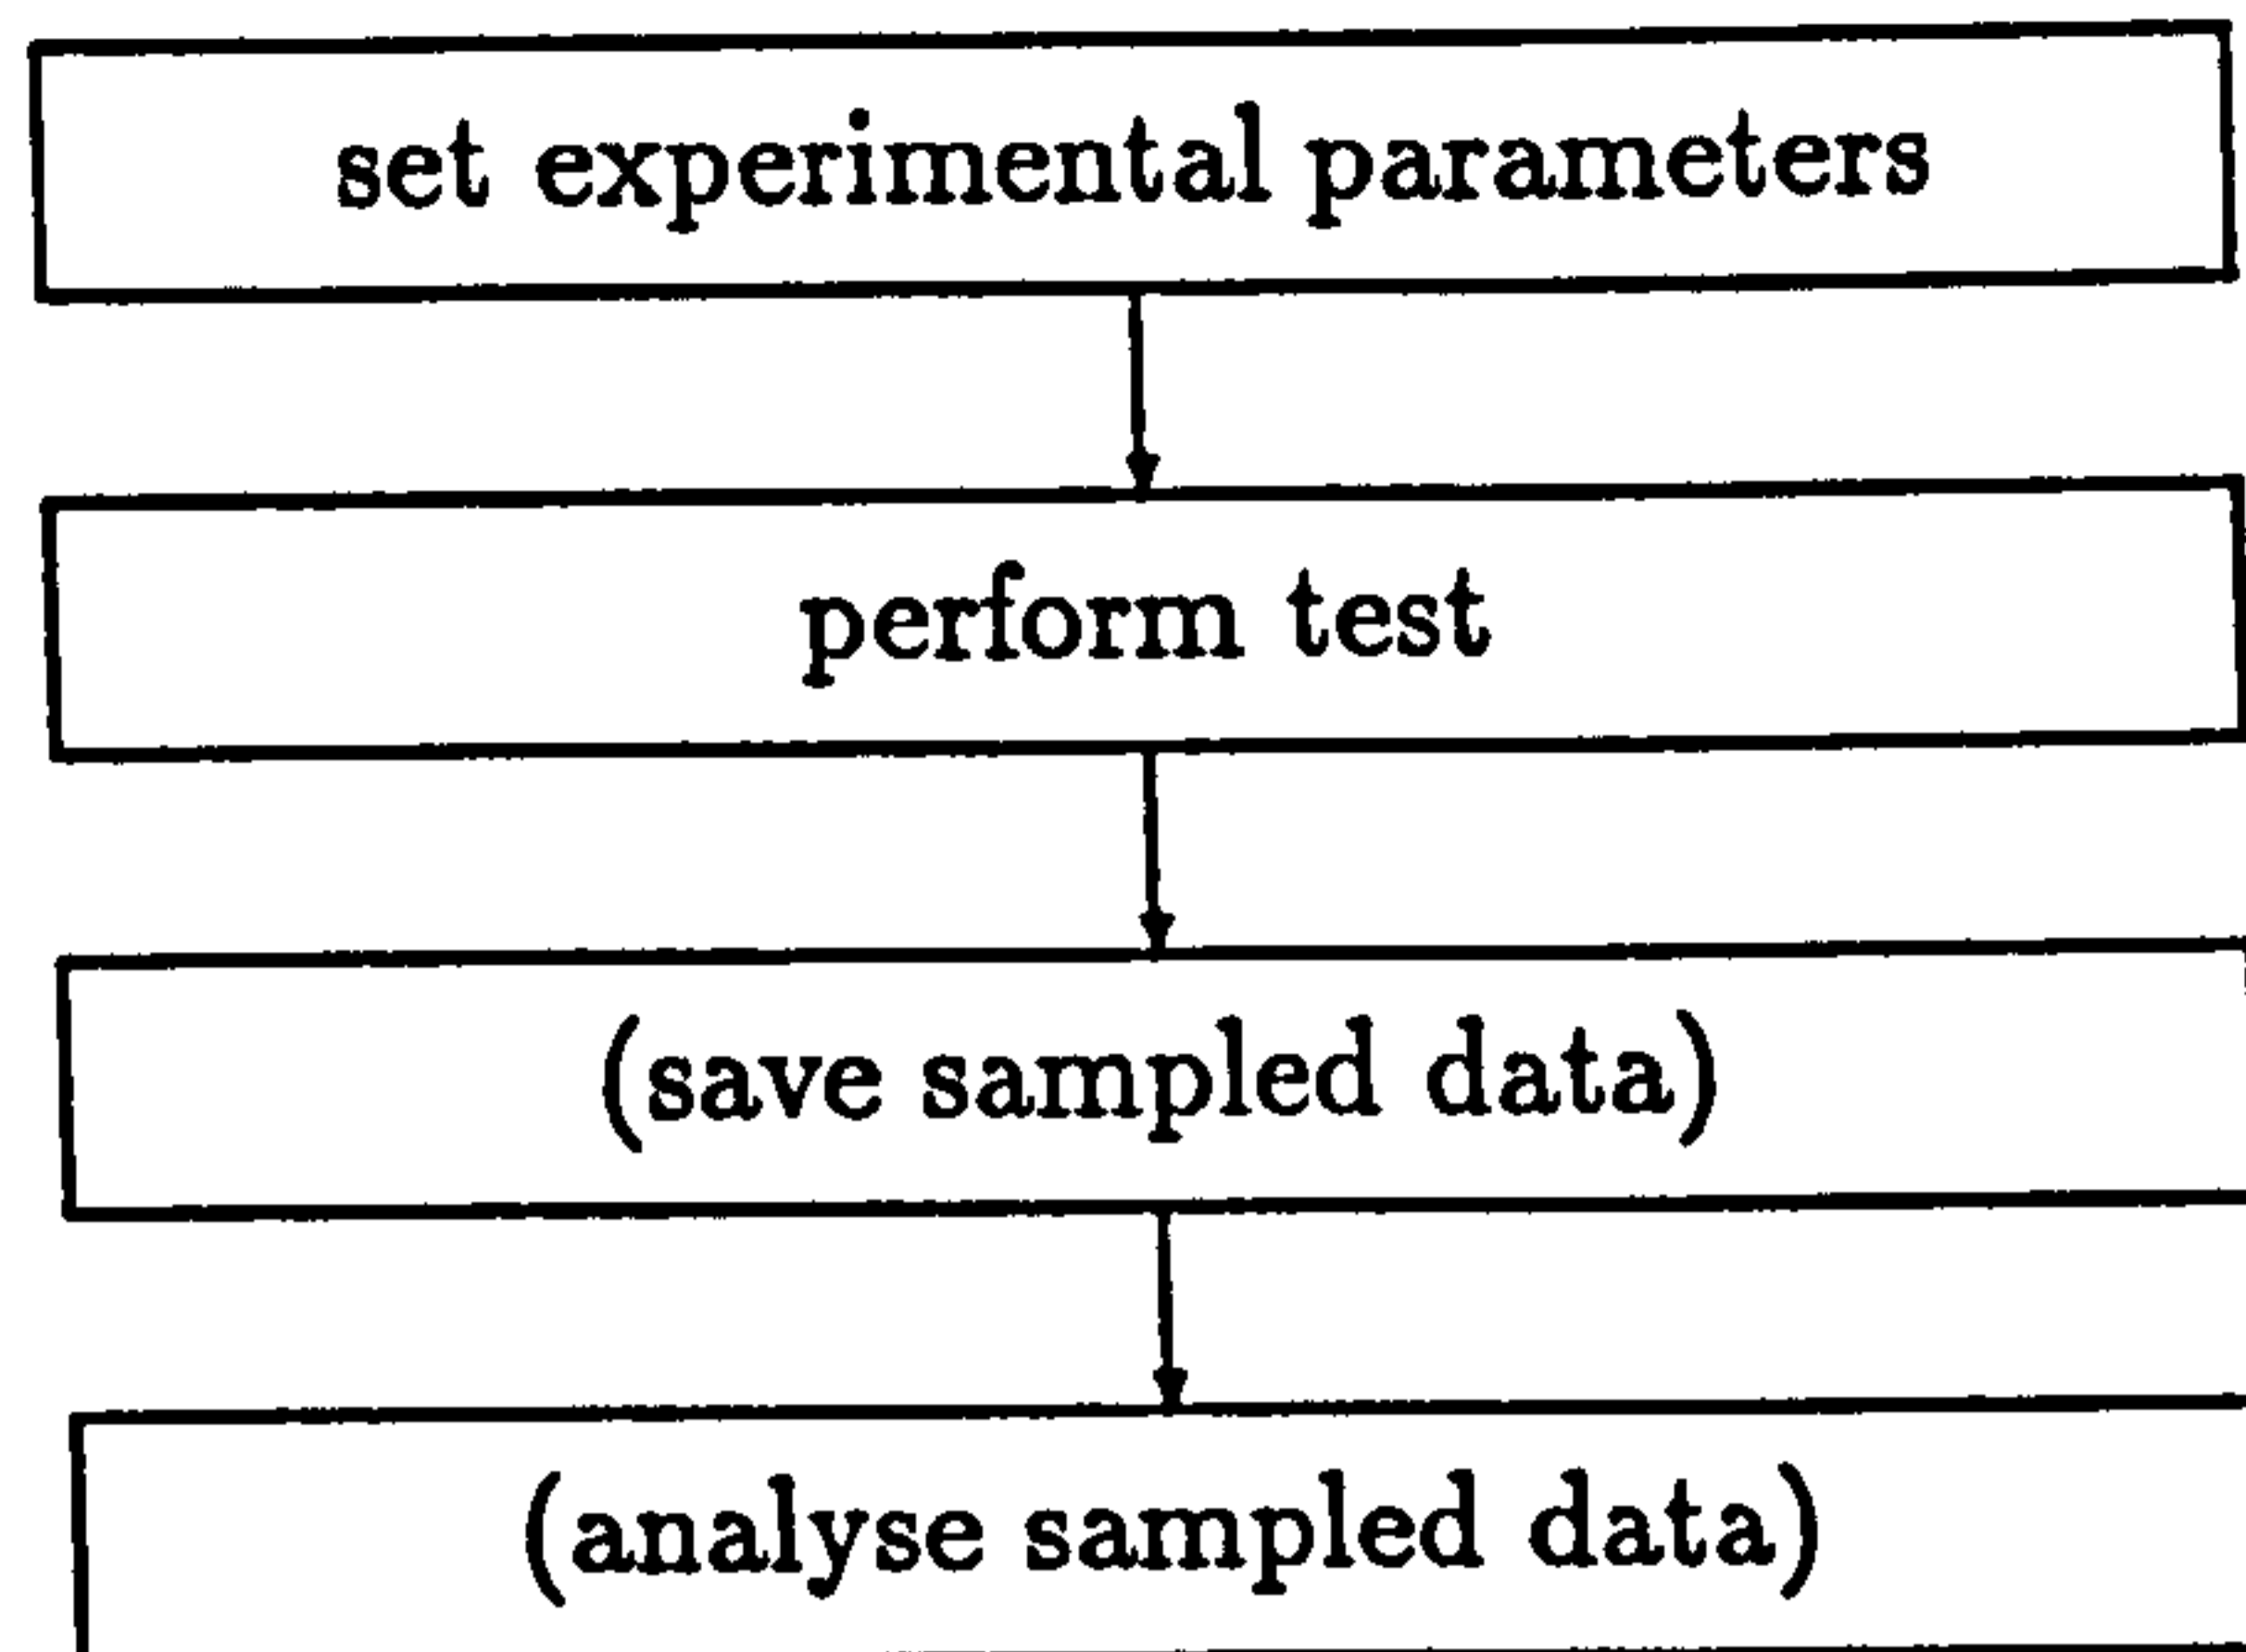 set experimental parameters
perform test
(save sampled data)
(analyse sampled data)